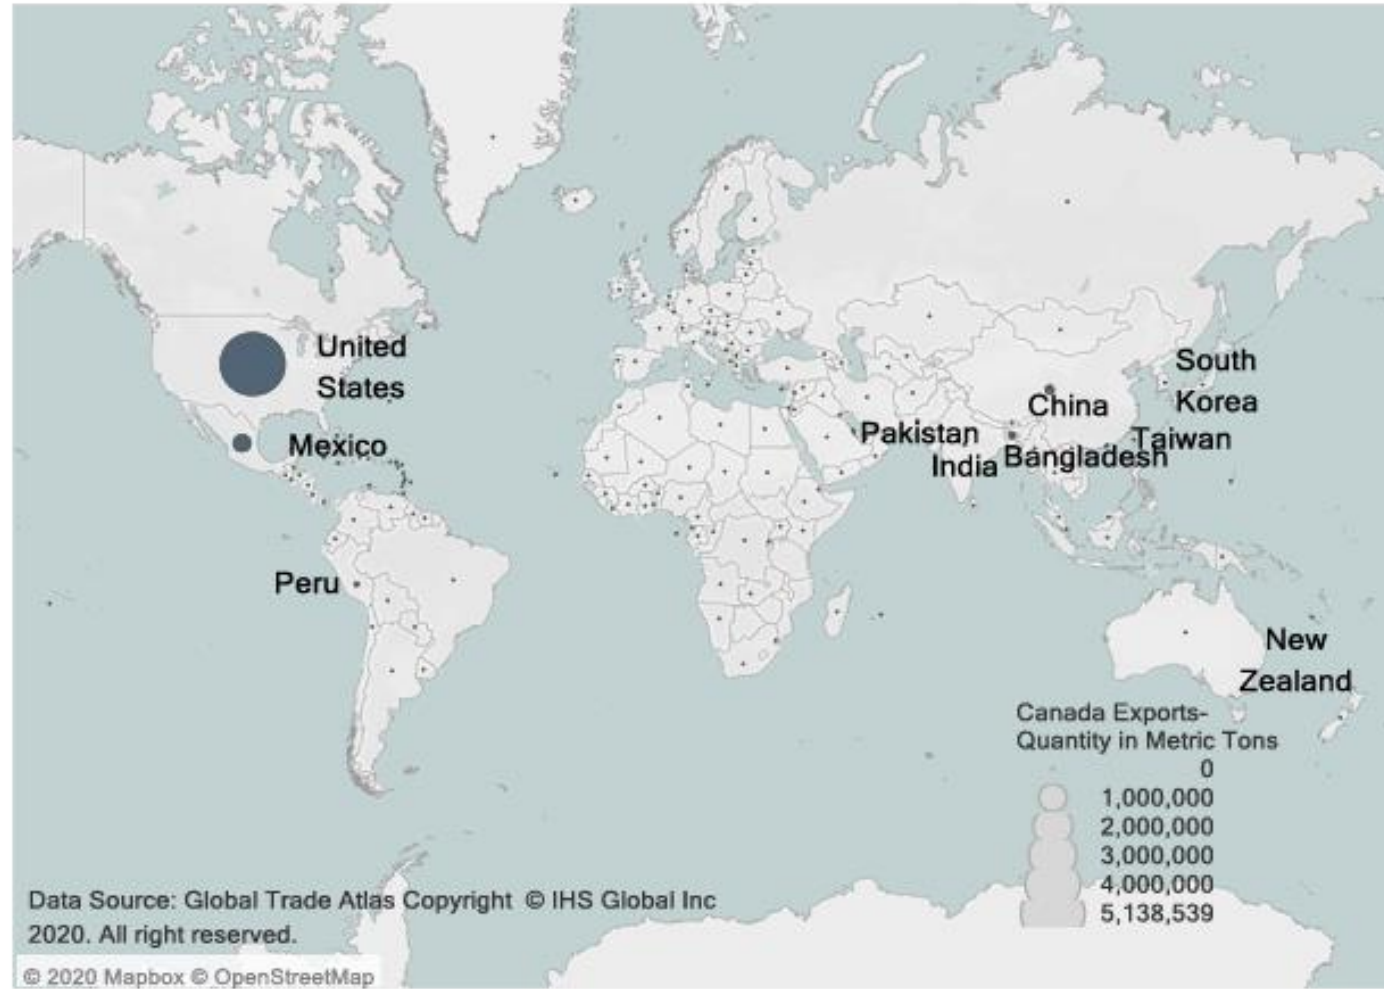 United
States
Mexico
Peru
South
Korea
China
Pakistan
Taiwan
India
Bangladesh
New
Zealand
Canada Exports-
Quantity in Metric Tons
0
1,000,000
2,000,000
3,000,000
4,000,000
5,138,539
Data Source: Global Trade Atlas Copyright © IHS Global Inc
2020. All right reserved.
© 2020 Mapbox © OpenStreetMap